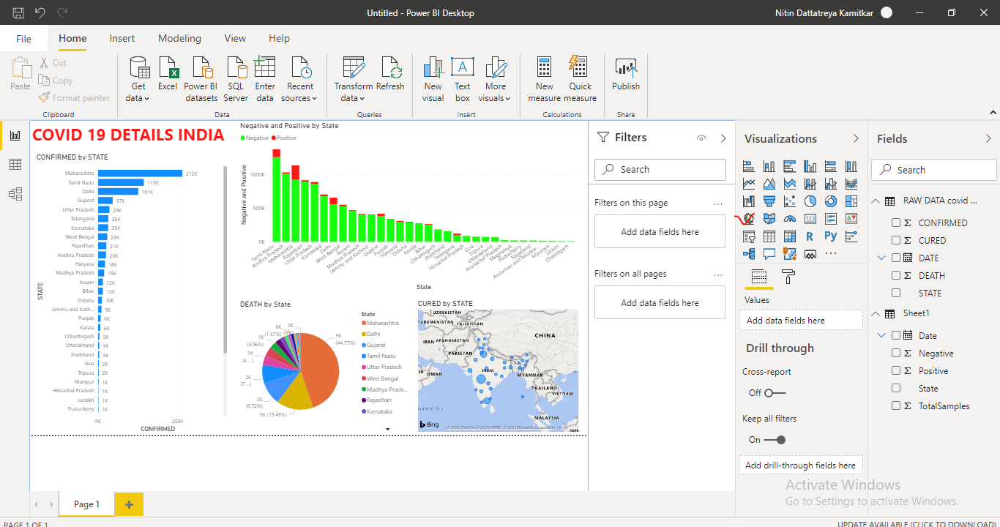 Untitled - Power BI Desktop
Nitin Dattatreya Kamitkar
File Home Insert Modeling View Help
Paste
Cut
Copy
Format painter
Clipboard
Get data
Excel
Power BI datasets
SQL Server
Enter data
Recent sources
Data
Transform data
Refresh
Queries
New visual
Text box
More visuals
Insert
New measure
Quick measure
Calculations
Publish
Share
COVID 19 DETAILS INDIA
CONFIRMED by STATE
STATE
Maharashtra 212K
Tamil Nadu 115K
Delhi 101K
Gujarat 37K
Uttar Pradesh 29K
Telangana 26K
Karnataka 25K
West Bengal 23K
Rajasthan 21K
Andhra Pradesh 20K
Haryana 18K
Madhya Pradesh 15K
Assam 12K
Bihar 12K
Odisha 10K
Jammu and Kash... 9K
Punjab 6K
Kerala 6K
Chhattisgarh 3K
Uttarakhand 3K
Jharkhand 3K
Goa 2K
Tripura 2K
Manipur 1K
Himachal Pradesh 1K
Ladakh 1K
Puducherry 1K
0K 200K
CONFIRMED
Negative and Positive by State
Negative Positive
Negative and Positive
1000K
500K
0K
Tamil Nadu
Andhra Pradesh
Maharashtra
Rajasthan
Uttar Pradesh
Karnataka
Delhi
West Bengal
Assam
Madhya Pradesh
Jammu and Kashmir
Gujarat
Punjab
Haryana
Odisha
Kerala
Bihar
Chhattisgarh
Jharkhand
Telangana
Himachal Pradesh
Goa
Tripura
Uttarakhand
Arunachal Pradesh
Meghalaya
Puducherry
Nagaland
Andaman and Nicobar...
Mizoram
Sikkim
Chandigarh
State
DEATH by State
9K
(44.77%)
3K (15.45%)
2K
(9.72%)
2K
(7....)
1K
(4....)
1K
(3.06%)
0K
(1.37%)
0K
(0%)
State
Maharashtra
Delhi
Gujarat
Tamil Nadu
Uttar Pradesh
West Bengal
Madhya Prade...
Rajasthan
Karnataka
CURED by STATE
UZBEKISTAN
TURKMENISTAN
TAJIKISTAN
CHINA
IRAN
AFGHANISTAN
PAKISTAN
OMAN
INDIA
MYANMAR
THAILAND
VIETNAM
Arabian Sea
MALAYSIA
IND
Bing
© 2020 TomTom © 2020 HERE, © 2020 Microsoft Corporation Terms
Filters
Search
Filters on this page ...
Add data fields here
Filters on all pages ...
Add data fields here
Visualizations
123
R
Py
...
Values
Add data fields here
Drill through
Cross-report
Off
Keep all filters
On
Add drill-through fields here
Fields
Search
RAW DATA covid ...
CONFIRMED
CURED
DATE
DEATH
STATE
Sheet1
Date
Negative
Positive
State
TotalSamples
Activate Windows
Go to Settings to activate Windows.
Page 1
PAGE 1 OF 1
UPDATE AVAILABLE (CLICK TO DOWNLOAD)